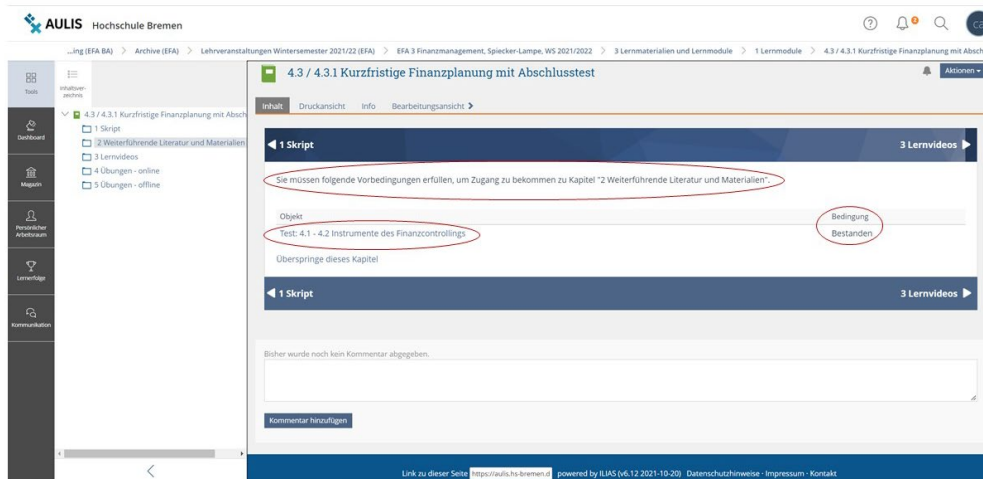 AULIS Hochschule Bremen
...ing (EFA BA) > Archive (EFA) > Lehrveranstaltungen Wintersemester 2021/22 (EFA) > EFA 3 Finanzmanagement, Spiecker-Lampe, WS 2021/2022 > 3 Lernmaterialien und Lernmodule > 1 Lernmodule > 4.3 / 4.3.1 Kurzfristige Finanzplanung mit Absch
Tools
Inhaltsver-
zeichnis
Dashboard
Magazin
Persönlicher
Arbeitsraum
Lernerfolge
Kommunikation
4.3 / 4.3.1 Kurzfristige Finanzplanung mit Absch
1 Skript
2 Weiterführende Literatur und Materialien
3 Lernvideos
4 Übungen - online
5 Übungen - offline
4.3 / 4.3.1 Kurzfristige Finanzplanung mit Abschlusstest
Aktionen
Inhalt Druckansicht Info Bearbeitungsansicht
1 Skript 3 Lernvideos
Sie müssen folgende Vorbedingungen erfüllen, um Zugang zu bekommen zu Kapitel "2 Weiterführende Literatur und Materialien".
Objekt Bedingung
Test: 4.1 - 4.2 Instrumente des Finanzcontrollings Bestanden
Überspringe dieses Kapitel
1 Skript 3 Lernvideos
Bisher wurde noch kein Kommentar abgegeben.
Kommentar hinzufügen
Link zu dieser Seite https://aulis.hs-bremen.d powered by ILIAS (v6.12 2021-10-20) Datenschutzhinweise · Impressum · Kontakt